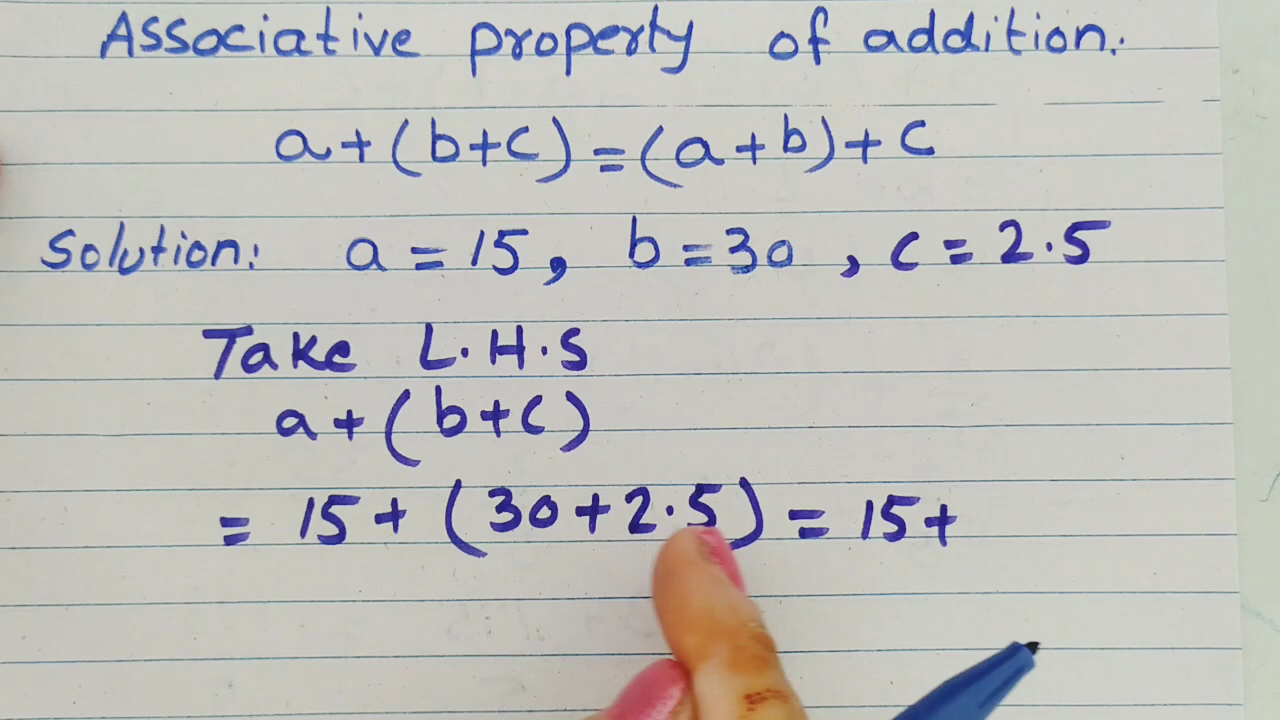 Associative property of addition.
a+(b+c)=(a+b)+c
Solution: a=15, b=30, c=2.5
Take L.H.S
a+(b+c)
= 15+(30+2.5) = 15+